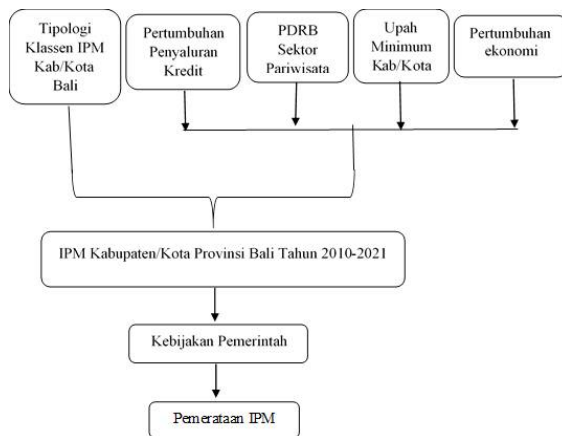 Tipologi
Klassen IPM
Kab/Kota
Bali
Pertumbuhan
Penyaluran
Kredit
PDRB
Sektor
Pariwisata
Upah
Minimum
Kab/Kota
Pertumbuhan
ekonomi
IPM Kabupaten/Kota Provinsi Bali Tahun 2010-2021
Kebijakan Pemerintah
Pemerataan IPM